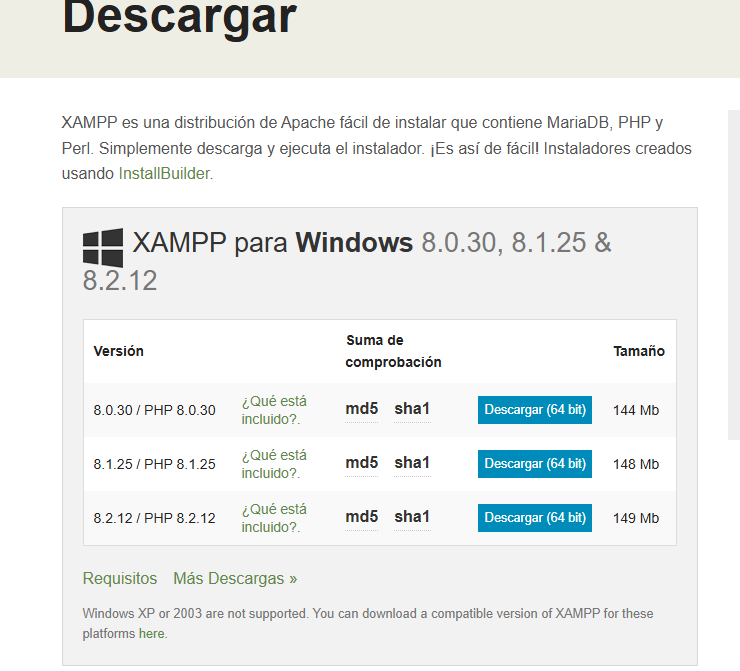 Descargar
XAMPP es una distribución de Apache fácil de instalar que contiene MariaDB, PHP y
Perl. Simplemente descarga y ejecuta el instalador. ¡Es así de fácil! Instaladores creados
usando InstallBuilder.
XAMPP para Windows 8.0.30, 8.1.25 &
8.2.12
Versión Suma de comprobación Tamaño
8.0.30 / PHP 8.0.30 ¿Qué está incluido?. md5 sha1 Descargar (64 bit) 144 Mb
8.1.25 / PHP 8.1.25 ¿Qué está incluido?. md5 sha1 Descargar (64 bit) 148 Mb
8.2.12 / PHP 8.2.12 ¿Qué está incluido?. md5 sha1 Descargar (64 bit) 149 Mb
Requisitos Más Descargas »
Windows XP or 2003 are not supported. You can download a compatible version of XAMPP for these
platforms here.